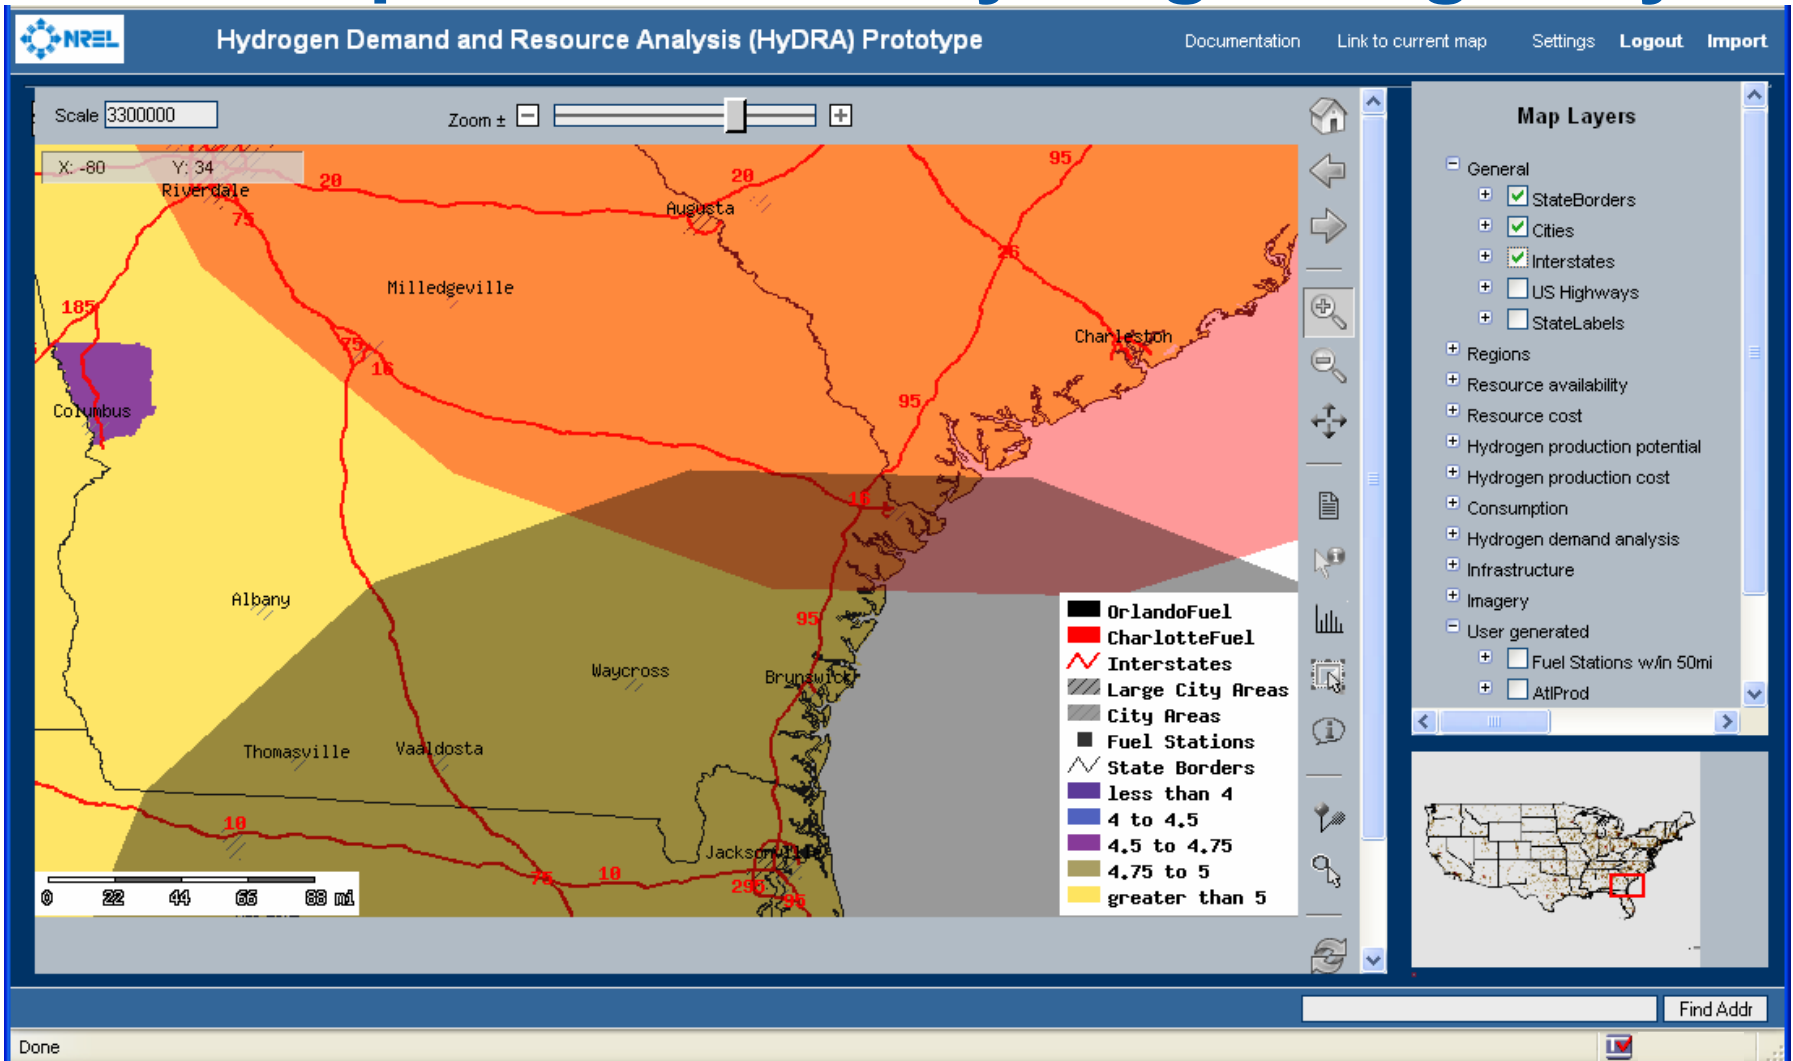 NREL
Hydrogen Demand and Resource Analysis (HyDRA) Prototype
Documentation
Link to current map
Settings
Logout
Import
Scale 3300000
Zoom ±
X: -80 Y: 34
Riverdale
20
20
95
75
Augusta
26
Milledgeville
185
75
16
Charleston
Columbus
95
16
Albany
95
Waycross
Brunswick
Thomasville
Vaaldosta
10
Jacksonville
75
10
295
95
0 22 44 66 88 mi
OrlandoFuel
CharlotteFuel
Interstates
Large City Areas
City Areas
Fuel Stations
State Borders
less than 4
4 to 4.5
4.5 to 4.75
4.75 to 5
greater than 5
Map Layers
General
StateBorders
Cities
Interstates
US Highways
StateLabels
Regions
Resource availability
Resource cost
Hydrogen production potential
Hydrogen production cost
Consumption
Hydrogen demand analysis
Infrastructure
Imagery
User generated
Fuel Stations w/in 50mi
AtlProd
Find Addr
Done